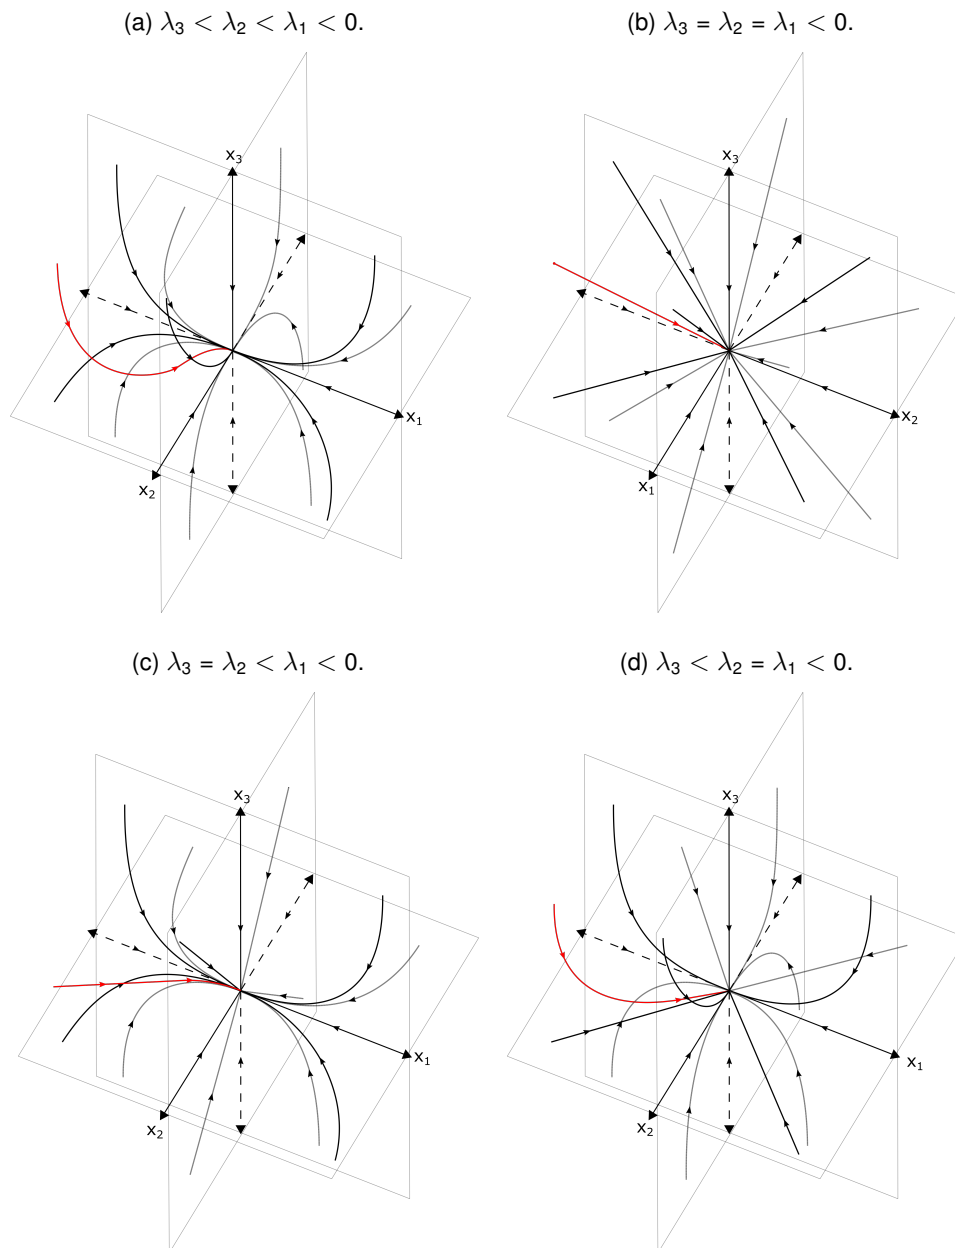 (a) λ₃ < λ₂ < λ₁ < 0.
(b) λ₃ = λ₂ = λ₁ < 0.
x₃
x₁
x₂
x₃
x₂
x₁
(c) λ₃ = λ₂ < λ₁ < 0.
(d) λ₃ < λ₂ = λ₁ < 0.
x₃
x₁
x₂
x₃
x₁
x₂